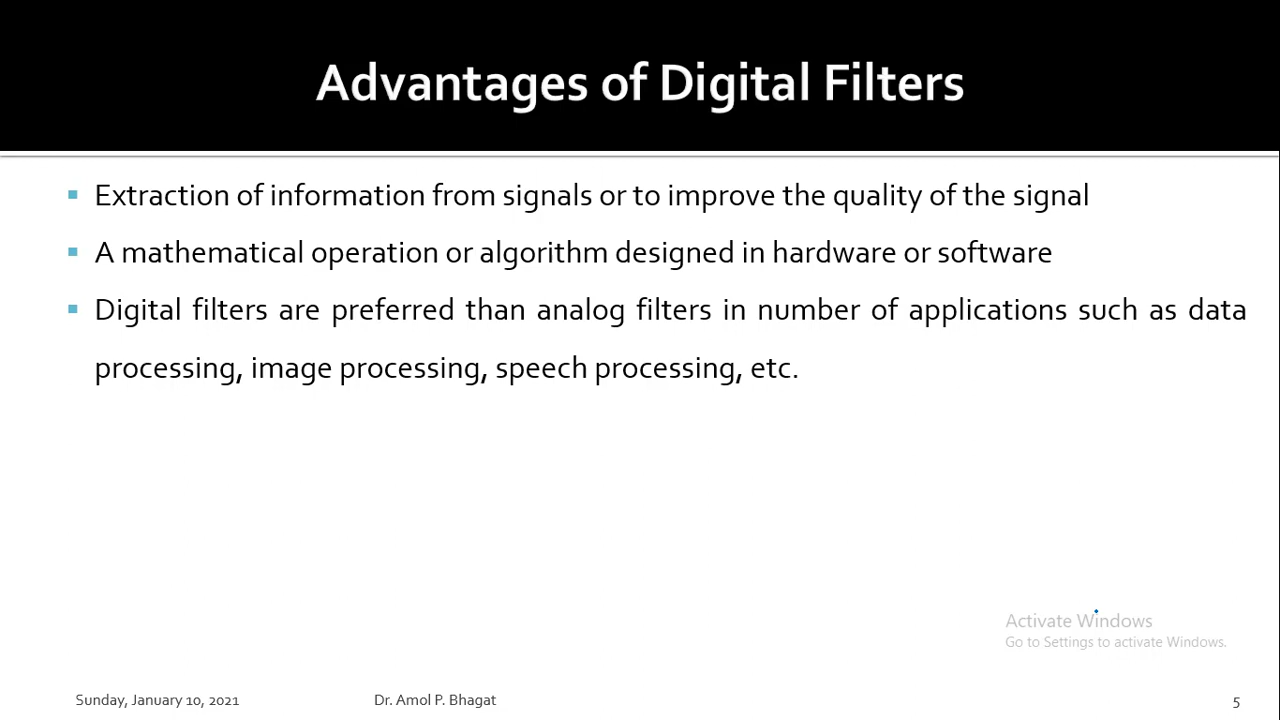 Advantages of Digital Filters
Extraction of information from signals or to improve the quality of the signal
A mathematical operation or algorithm designed in hardware or software
Digital filters are preferred than analog filters in number of applications such as data
processing, image processing, speech processing, etc.
Activate Windows
Go to Settings to activate Windows.
Sunday, January 10, 2021 Dr. Amol P. Bhagat 5